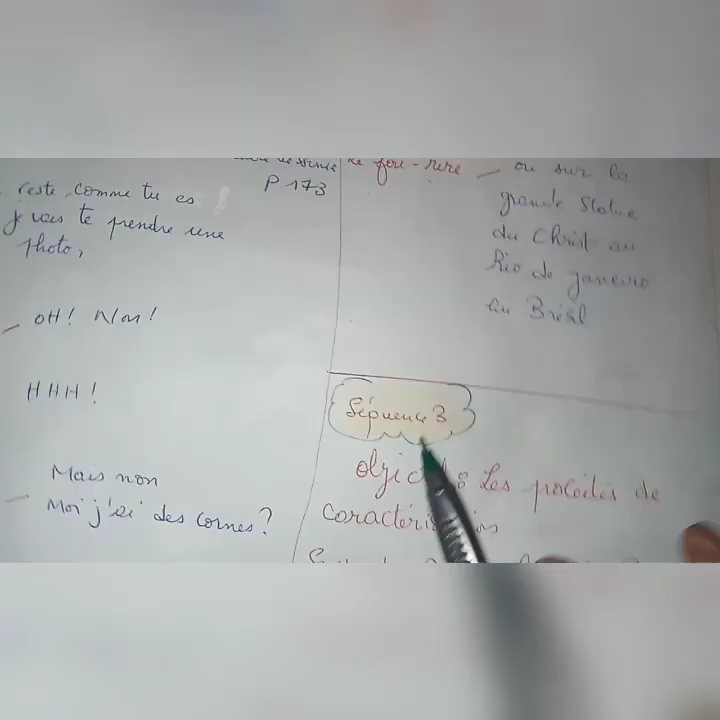 reste comme tu es
P 173
je vais te prendre une
photo,
OH! Non!
HHH!
Mais non
Moi j'ai des cornes?
ou sur la
grande Statue
du Christ au
Rio de janeiro
au Brésil
Séquence 3
Les procédés de